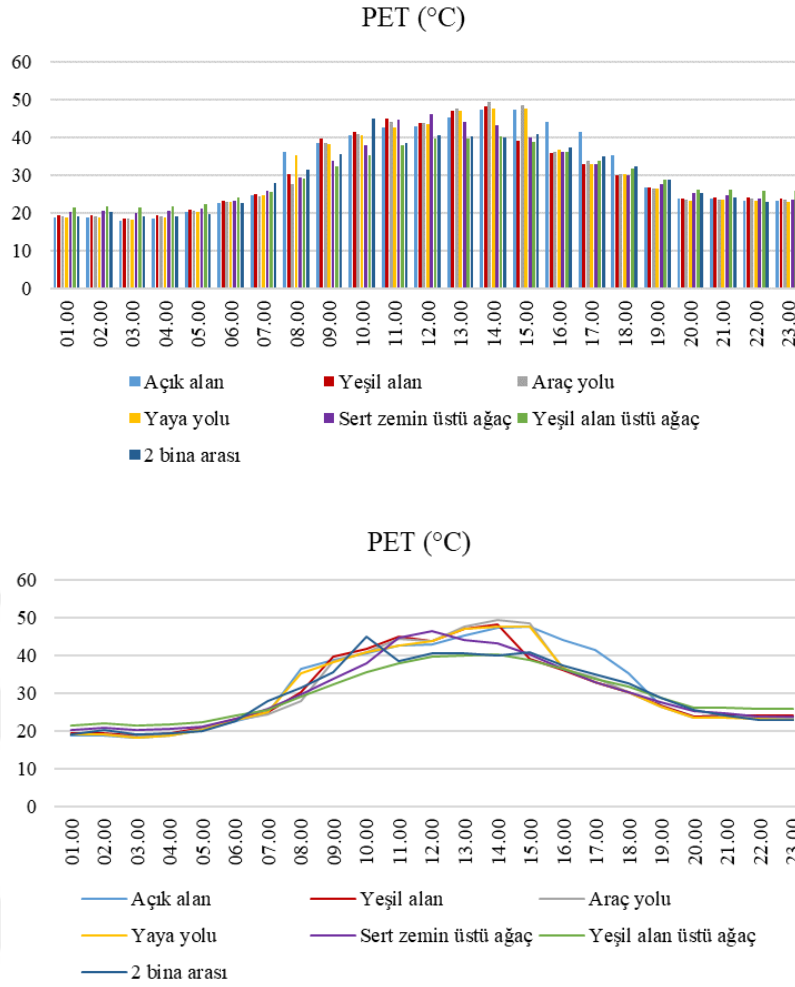 PET (°C)
60
50
40
30
20
10
0
01.00 02.00 03.00 04.00 05.00 06.00 07.00 08.00 09.00 10.00 11.00 12.00 13.00 14.00 15.00 16.00 17.00 18.00 19.00 20.00 21.00 22.00 23.00
Açık alan Yeşil alan Araç yolu
Yaya yolu Sert zemin üstü ağaç Yeşil alan üstü ağaç
2 bina arası
PET (°C)
60
50
40
30
20
10
0
01.00 02.00 03.00 04.00 05.00 06.00 07.00 08.00 09.00 10.00 11.00 12.00 13.00 14.00 15.00 16.00 17.00 18.00 19.00 20.00 21.00 22.00 23.00
Açık alan Yeşil alan Araç yolu
Yaya yolu Sert zemin üstü ağaç Yeşil alan üstü ağaç
2 bina arası